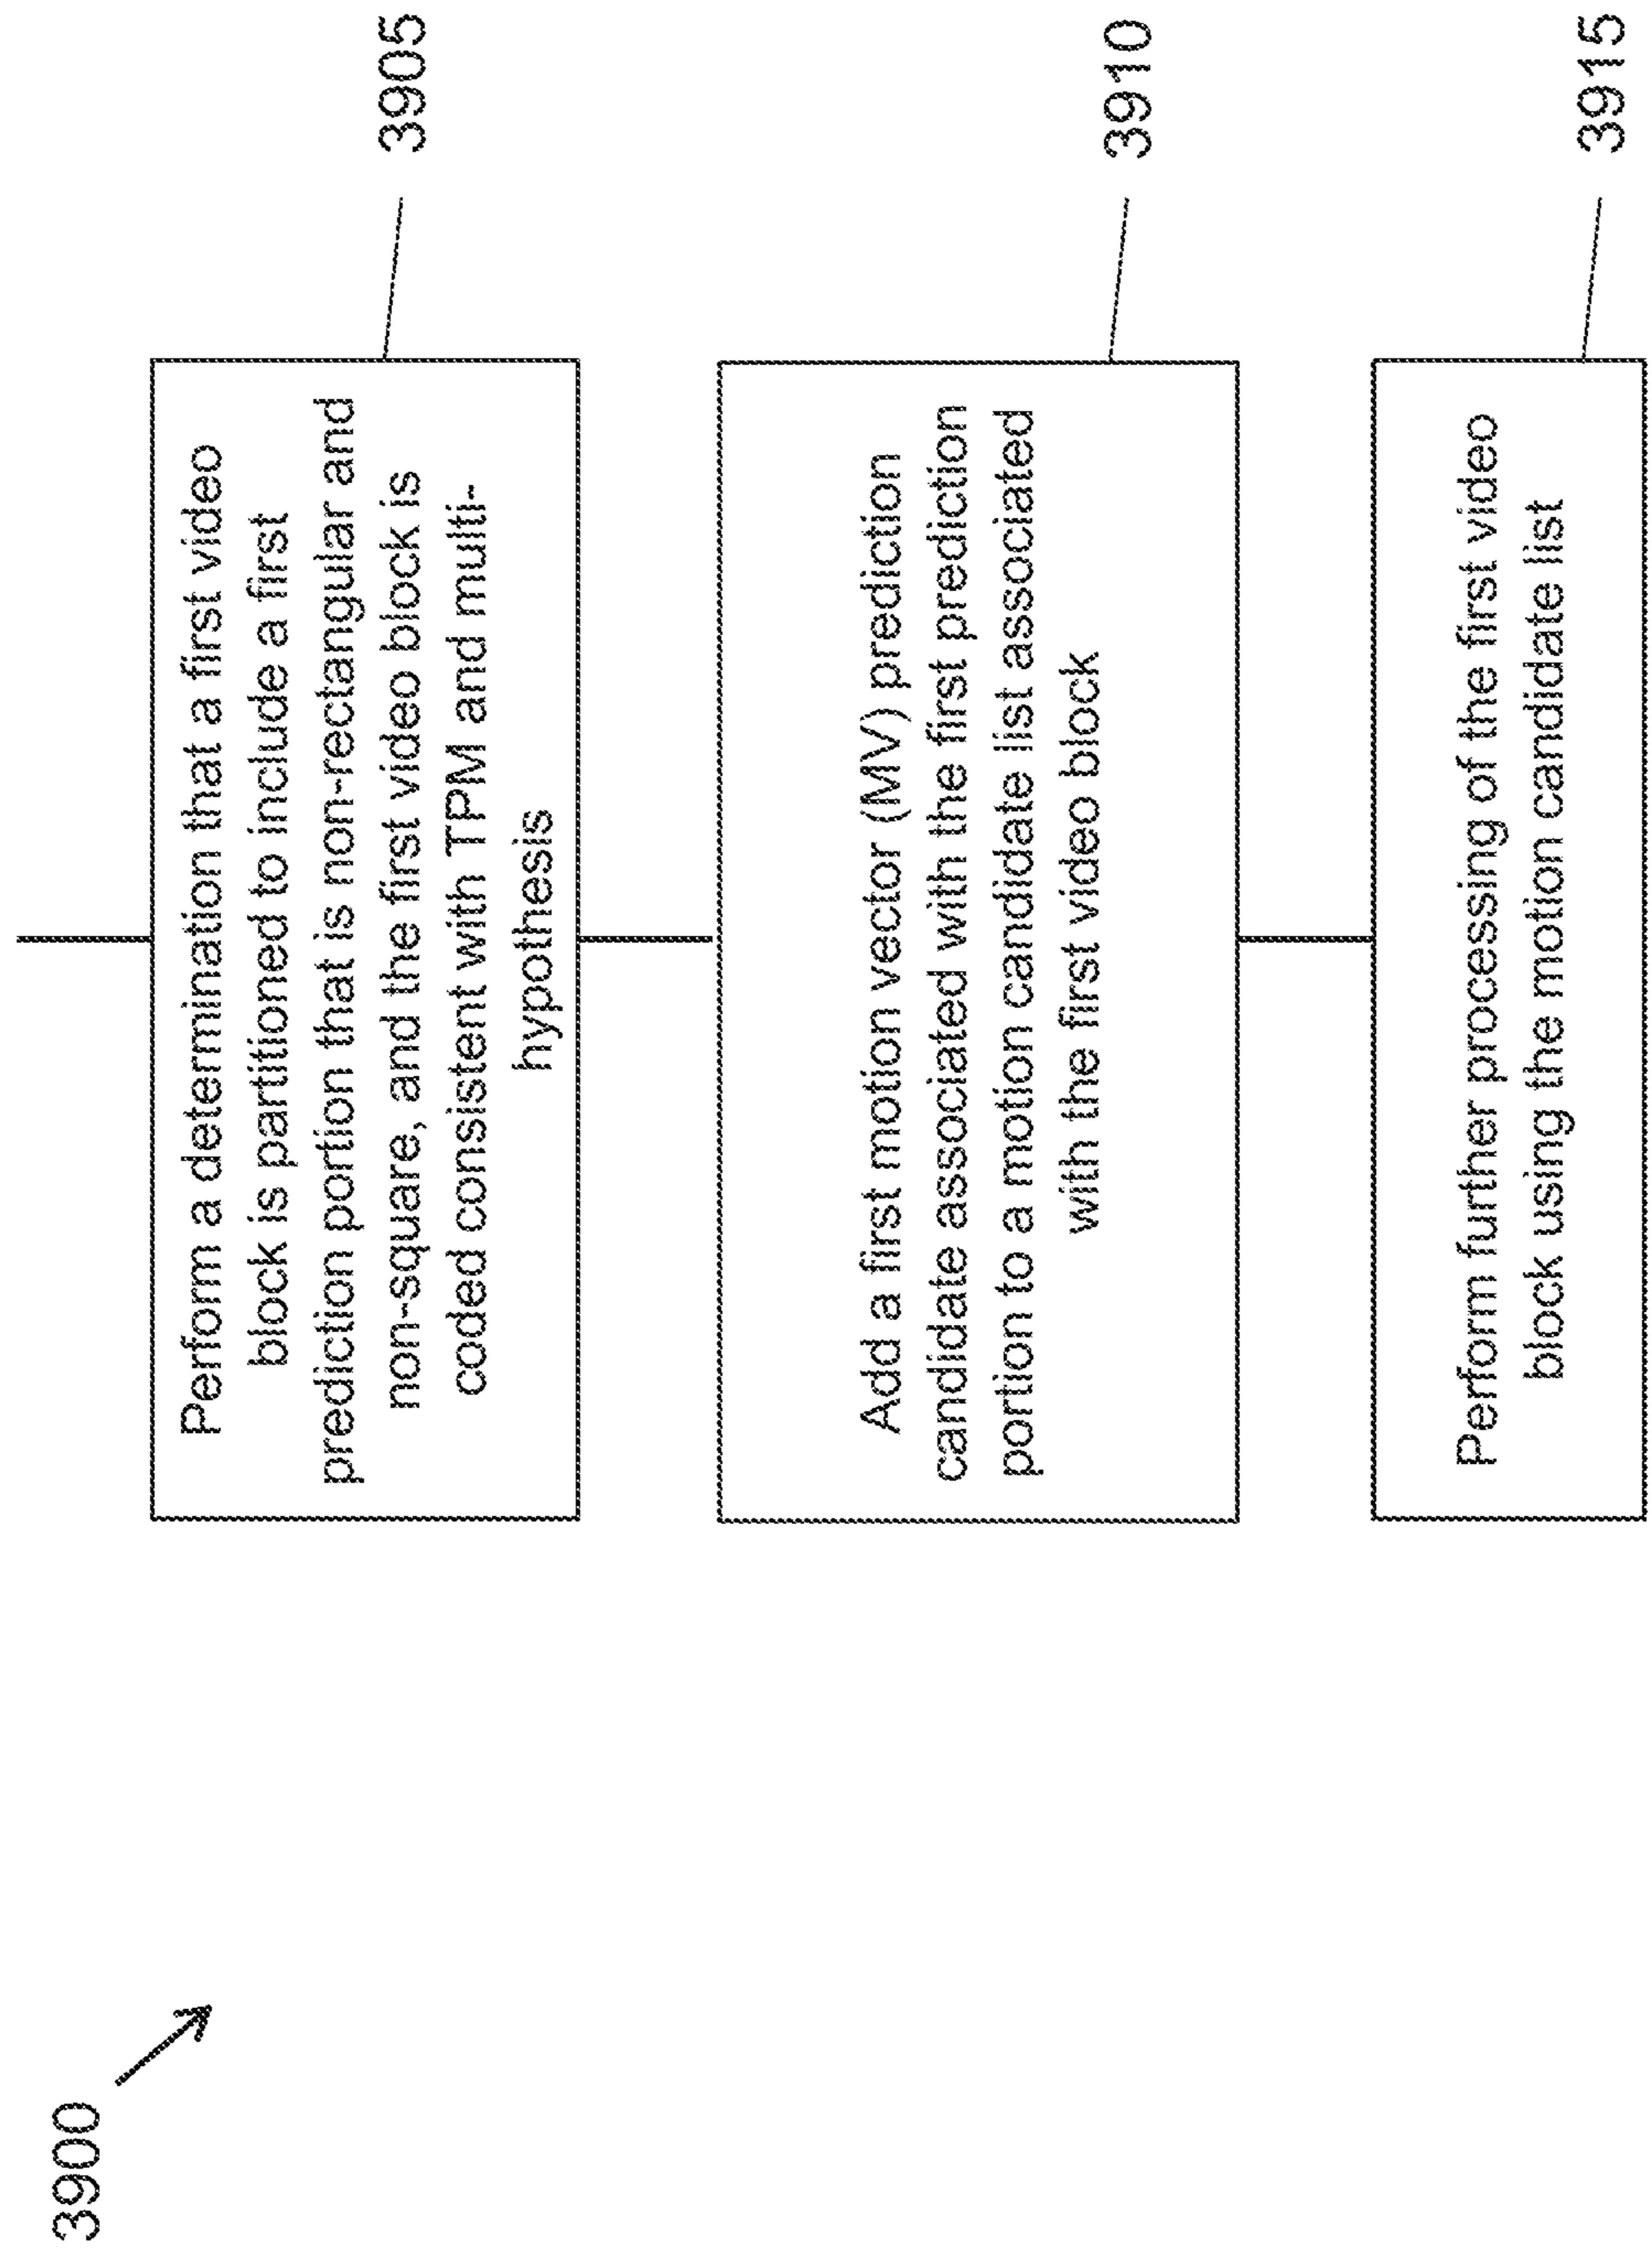 3900
Perform a determination that a first video
block is partitioned to include a first
prediction portion that is non-rectangular and
non-square, and the first video block is
coded consistent with TPM and multi-
hypothesis
3905
Add a first motion vector (MV) prediction
candidate associated with the first prediction
portion to a motion candidate list associated
with the first video block
3910
Perform further processing of the first video
block using the motion candidate list
3915